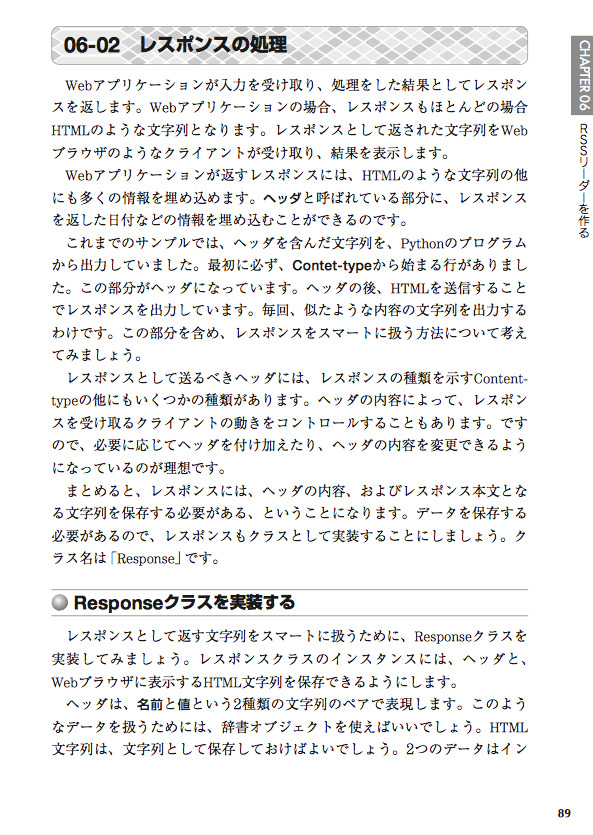 06-02 レスポンスの処理
Webアプリケーションが入力を受け取り、処理をした結果としてレスポン
スを返します。Webアプリケーションの場合、レスポンスもほとんどの場合
HTMLのような文字列となります。レスポンスとして返された文字列をWeb
ブラウザのようなクライアントが受け取り、結果を表示します。
Webアプリケーションが返すレスポンスには、HTMLのような文字列の他
にも多くの情報を埋め込めます。ヘッダと呼ばれている部分に、レスポンス
を返した日付などの情報を埋め込むことができるのです。
これまでのサンプルでは、ヘッダを含んだ文字列を、Pythonのプログラム
から出力していました。最初に必ず、Contet-typeから始まる行がありまし
た。この部分がヘッダになっています。ヘッダの後、HTMLを送信すること
でレスポンスを出力しています。毎回、似たような内容の文字列を出力する
わけです。この部分を含め、レスポンスをスマートに扱う方法について考え
てみましょう。
レスポンスとして送るべきヘッダには、レスポンスの種類を示すContent-
typeの他にもいくつかの種類があります。ヘッダの内容によって、レスポン
スを受け取るクライアントの動きをコントロールすることもあります。です
ので、必要に応じてヘッダを付け加えたり、ヘッダの内容を変更できるよう
になっているのが理想です。
まとめると、レスポンスには、ヘッダの内容、およびレスポンス本文とな
る文字列を保存する必要がある、ということになります。データを保存する
必要があるので、レスポンスもクラスとして実装することにしましょう。ク
ラス名は「Response」です。
Responseクラスを実装する
レスポンスとして返す文字列をスマートに扱うために、Responseクラスを
実装してみましょう。レスポンスクラスのインスタンスには、ヘッダと、
Webブラウザに表示するHTML文字列を保存できるようにします。
ヘッダは、名前と値という2種類の文字列のペアで表現します。このよう
なデータを扱うためには、辞書オブジェクトを使えばいいでしょう。HTML
文字列は、文字列として保存しておけばよいでしょう。2つのデータはイン
CHAPTER 06
RSSリーダーを作る
89